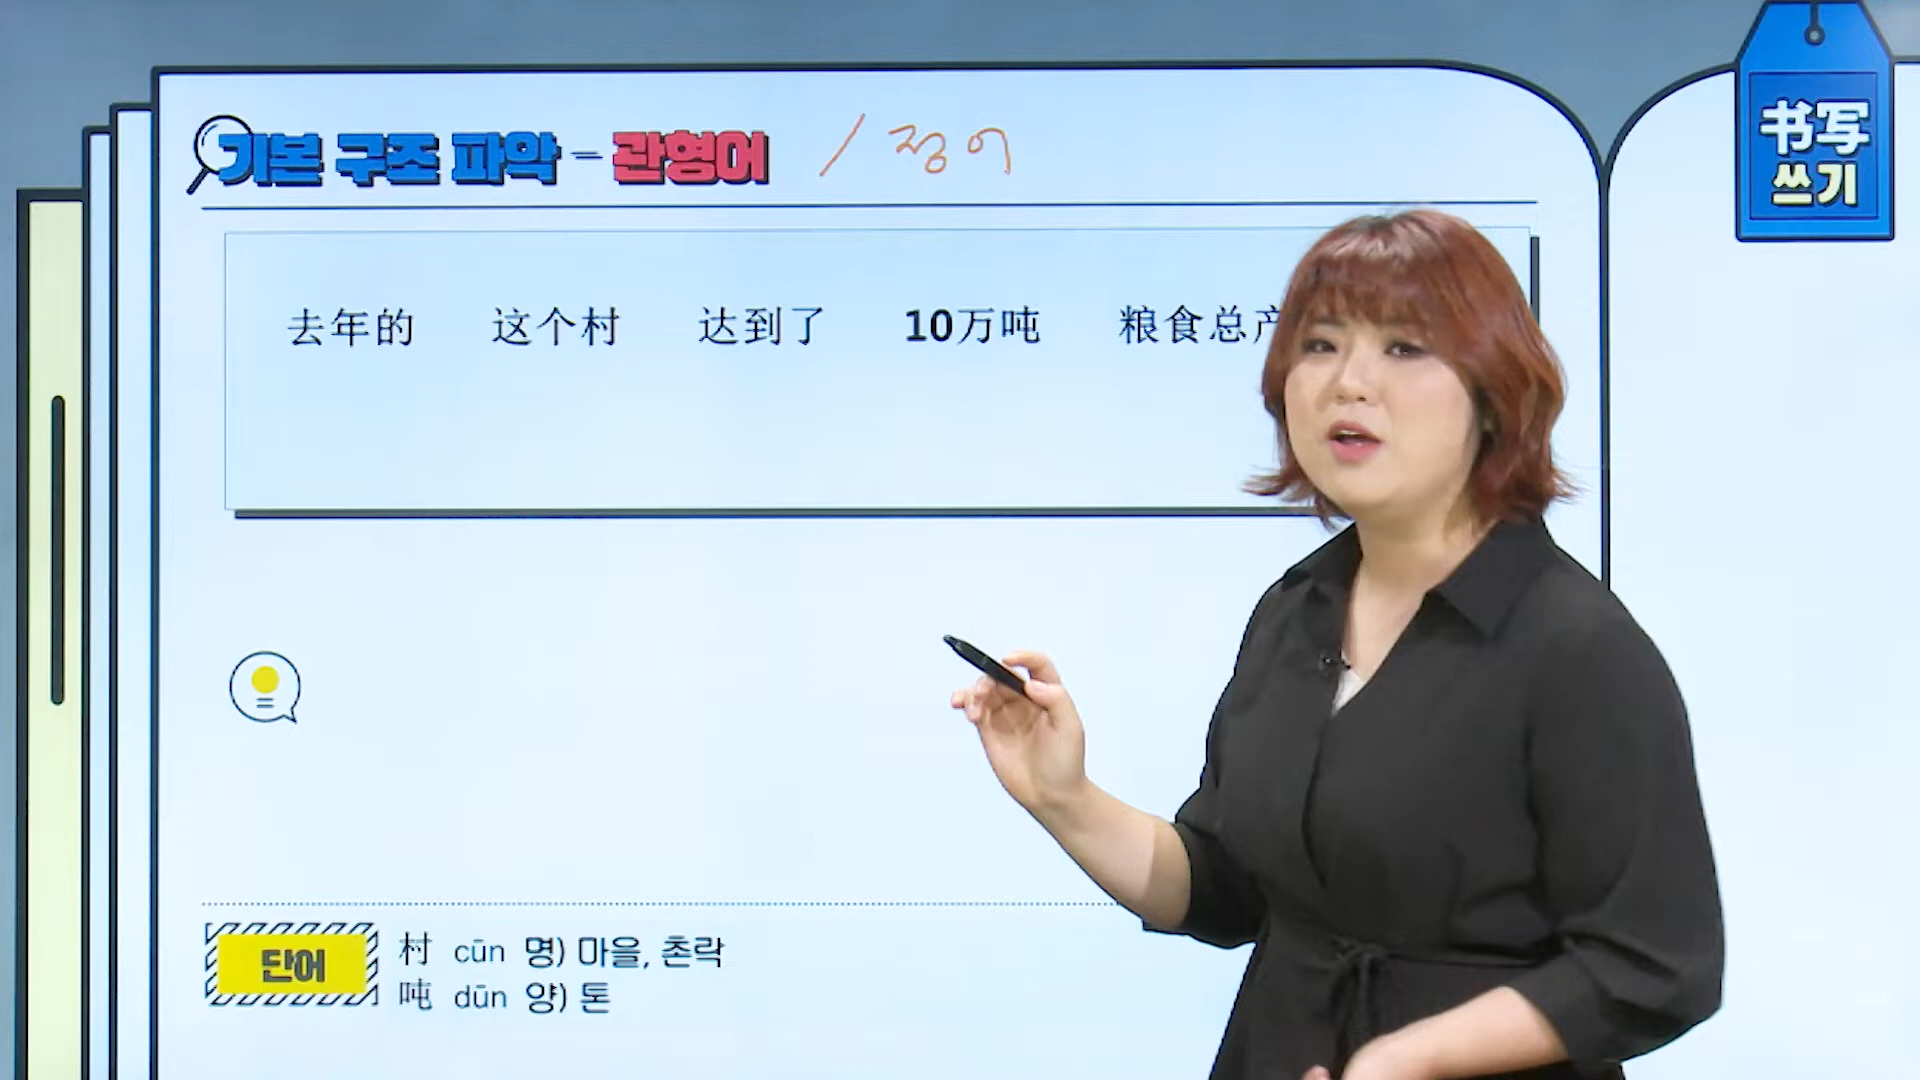 기본 구조 파악 – 관형어 / 정어
书写
쓰기
去年的 这个村 达到了 10万吨 粮食总产
단어
村 cūn 명) 마을, 촌락
吨 dūn 양) 톤